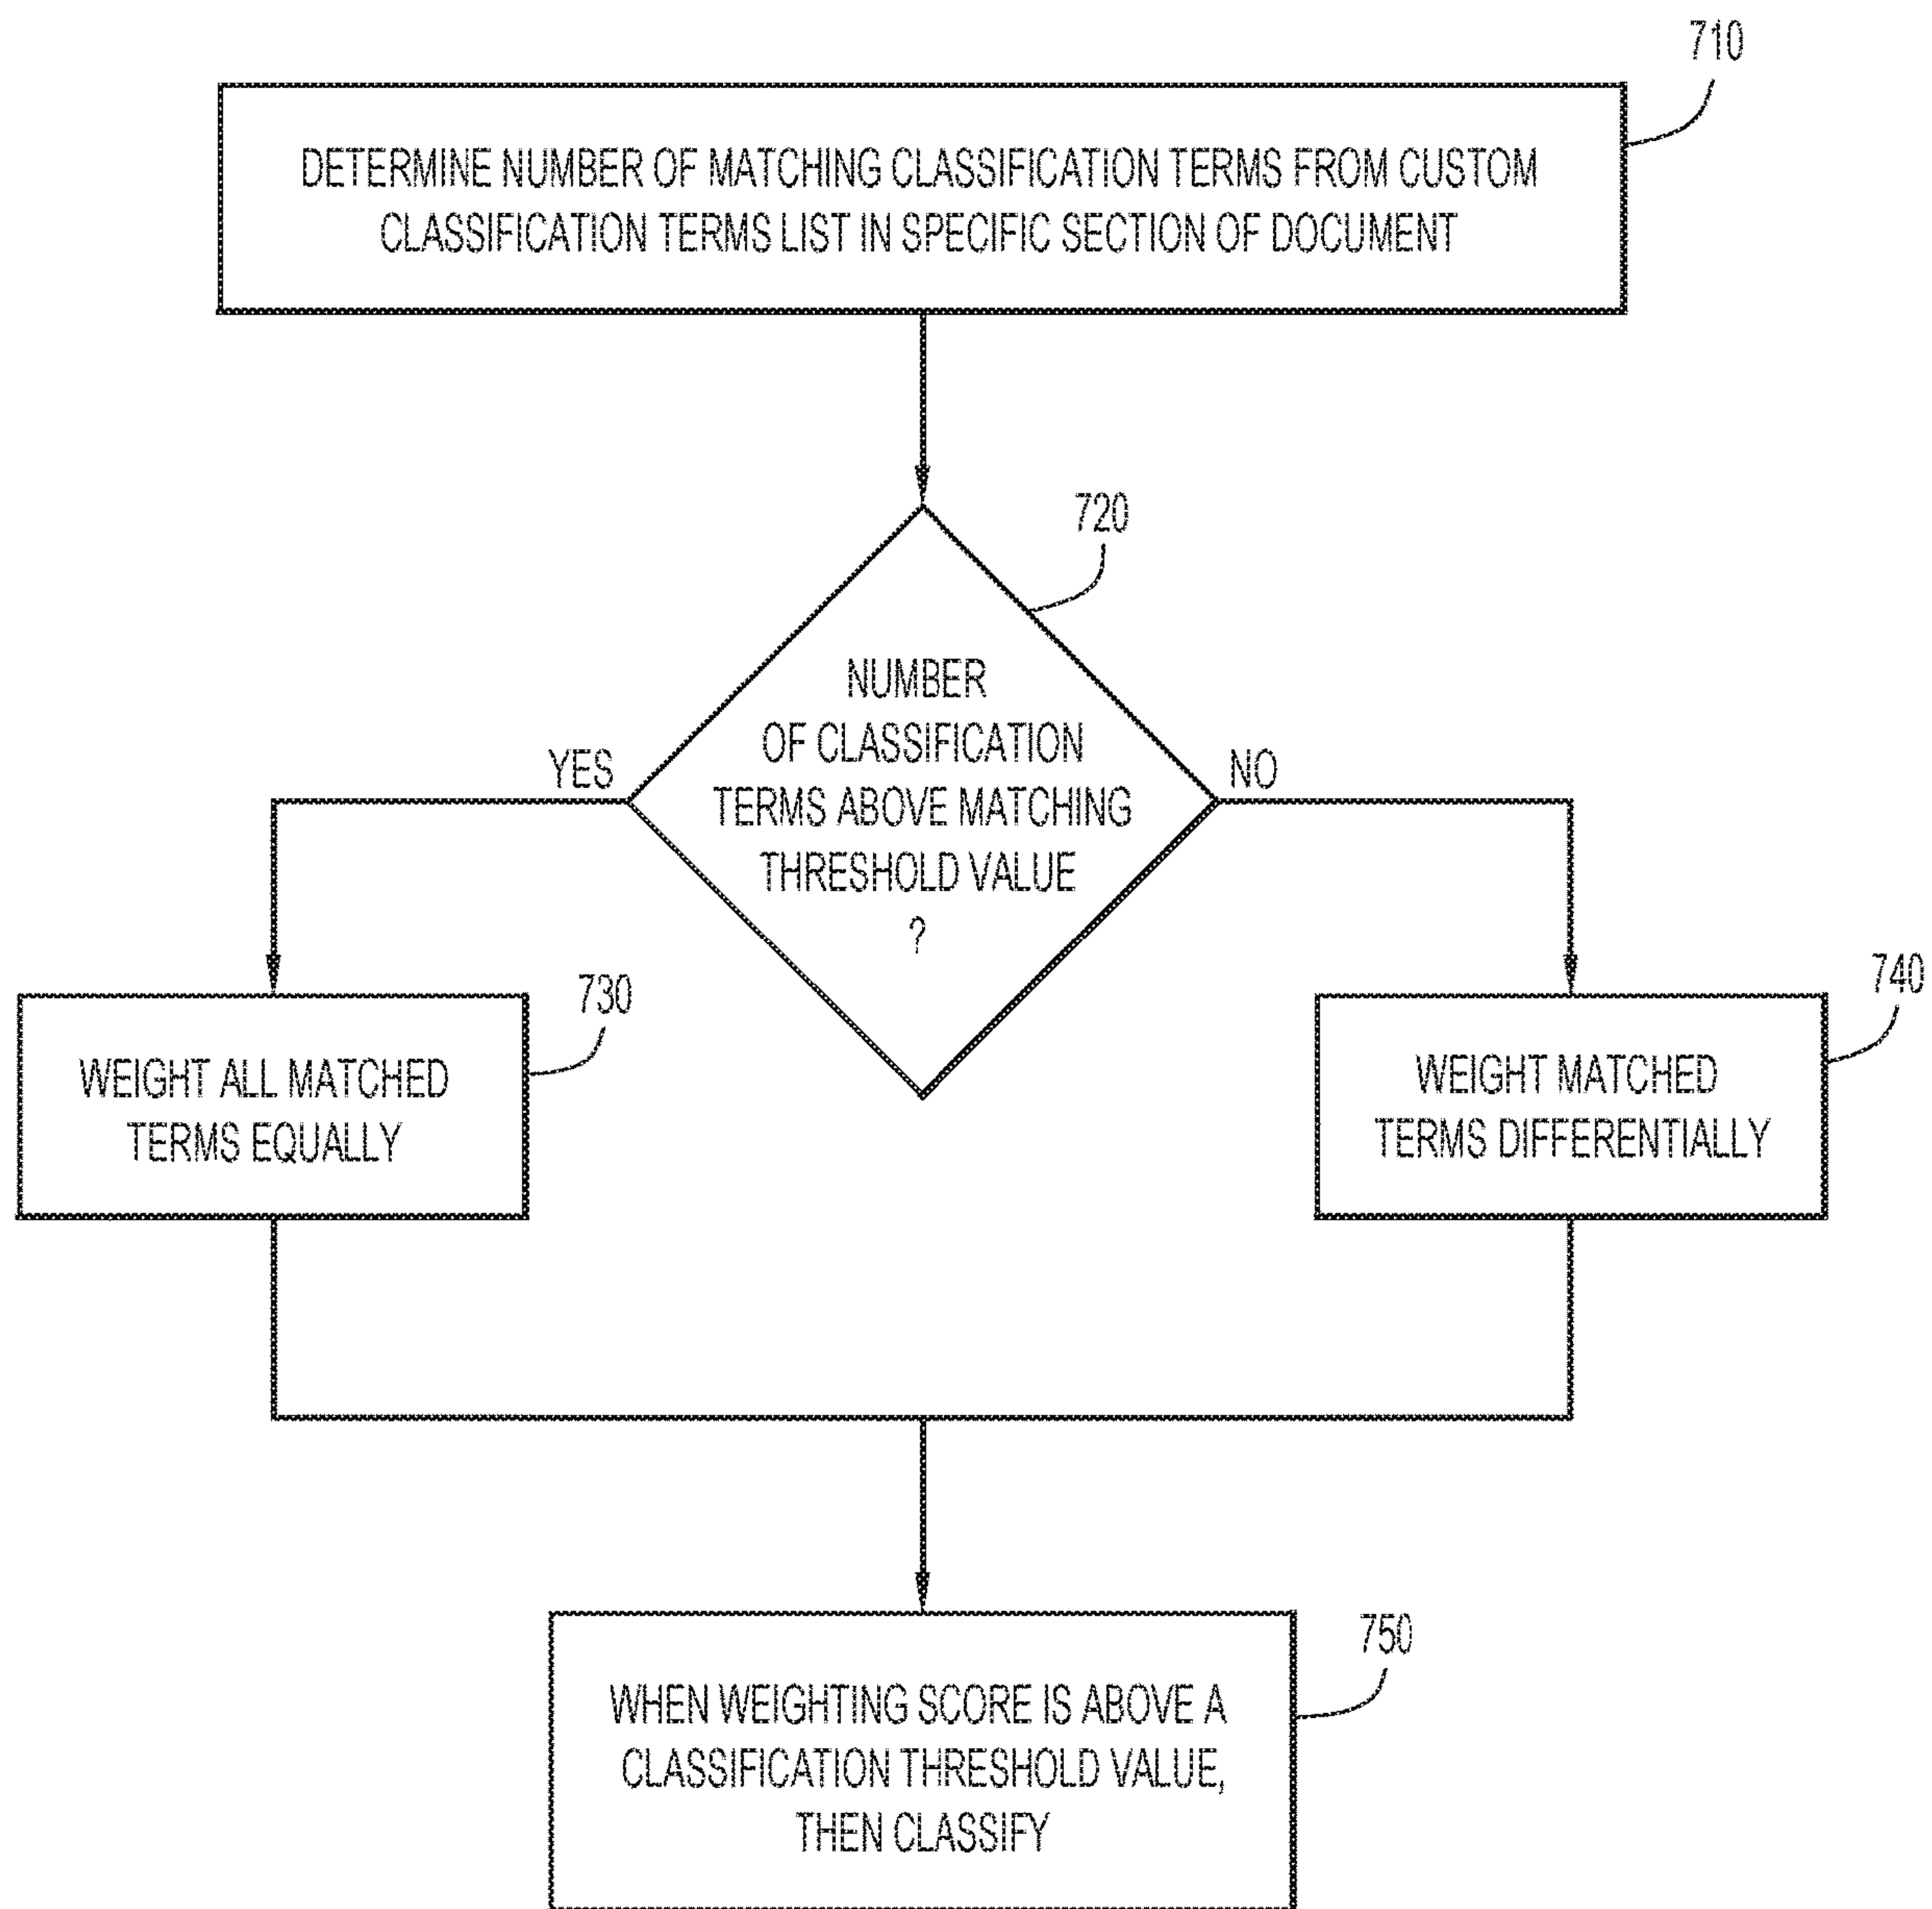 710
DETERMINE NUMBER OF MATCHING CLASSIFICATION TERMS FROM CUSTOM
CLASSIFICATION TERMS LIST IN SPECIFIC SECTION OF DOCUMENT
720
NUMBER
OF CLASSIFICATION
TERMS ABOVE MATCHING
THRESHOLD VALUE
?
YES
NO
730
WEIGHT ALL MATCHED
TERMS EQUALLY
740
WEIGHT MATCHED
TERMS DIFFERENTIALLY
750
WHEN WEIGHTING SCORE IS ABOVE A
CLASSIFICATION THRESHOLD VALUE,
THEN CLASSIFY